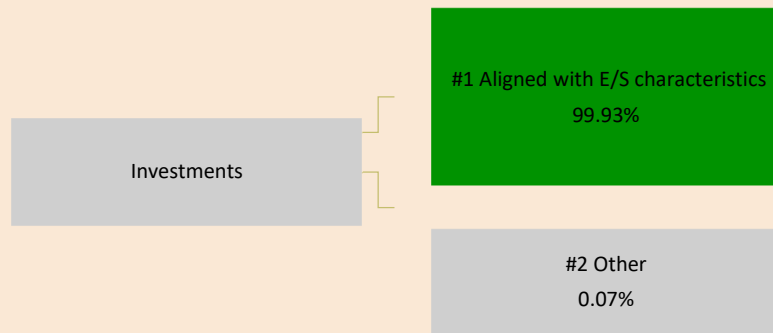 #1 Aligned with E/S characteristics
99.93%
Investments
#2 Other
0.07%